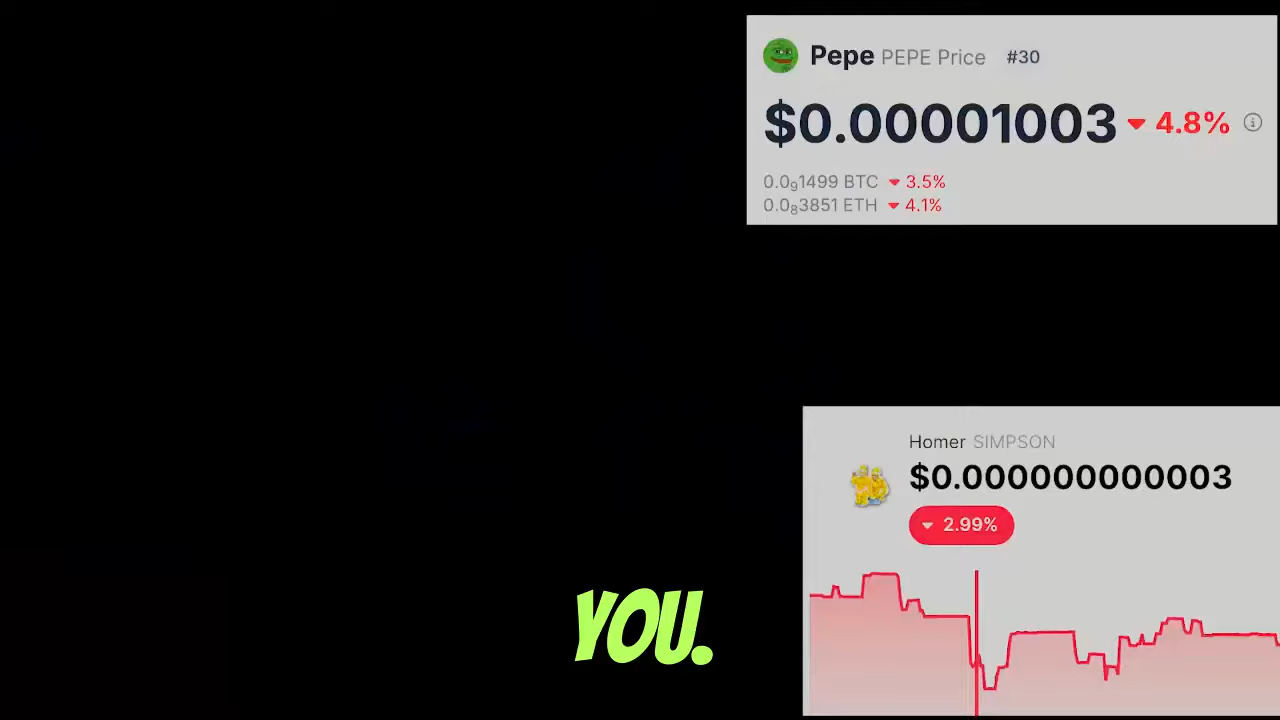 Pepe PEPE Price #30
$0.00001003 4.8%
0.0₉1499 BTC 3.5%
0.0₈3851 ETH 4.1%
Homer SIMPSON
$0.000000000003
2.99%
YOU.